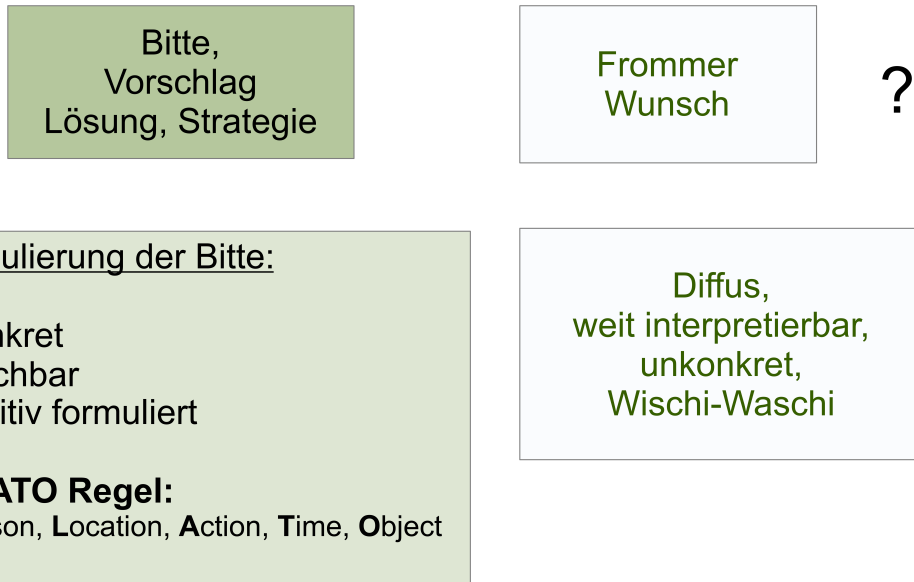 Bitte,
Vorschlag
Lösung, Strategie
Frommer
Wunsch
?
ulierung der Bitte:
nkret
chbar
itiv formuliert
ATO Regel:
son, Location, Action, Time, Object
Diffus,
weit interpretierbar,
unkonkret,
Wischi-Waschi